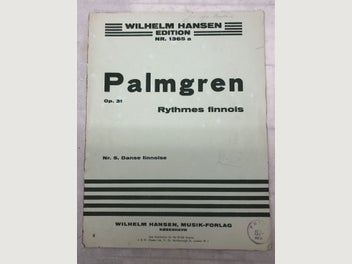 WILHELM HANSEN
EDITION
NR. 1365 a
Palmgren
Op. 31
Rythmes finnois
Nr. 5. Danse finnoise
WILHELM HANSEN, MUSIK-FORLAG
KØBENHAVN